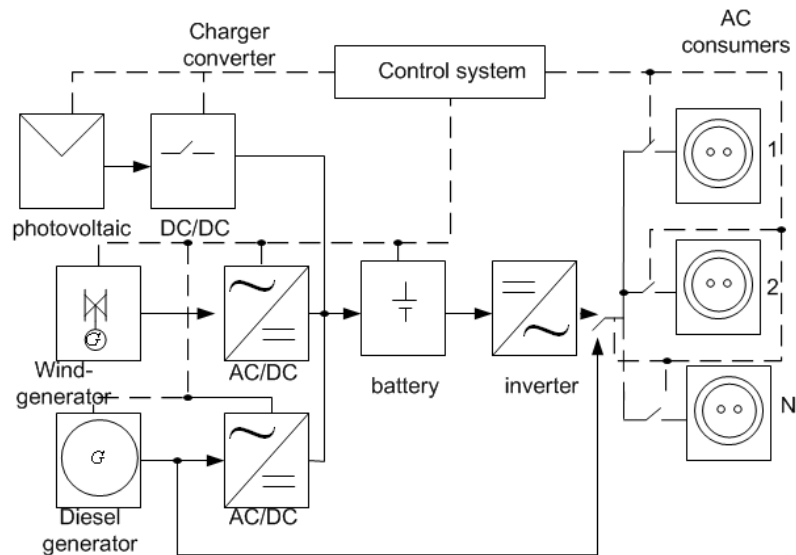 Charger
converter
AC
consumers
Control system
1
photovoltaic
DC/DC
2
G
Wind-
generator
AC/DC
battery
inverter
N
G
Diesel
generator
AC/DC